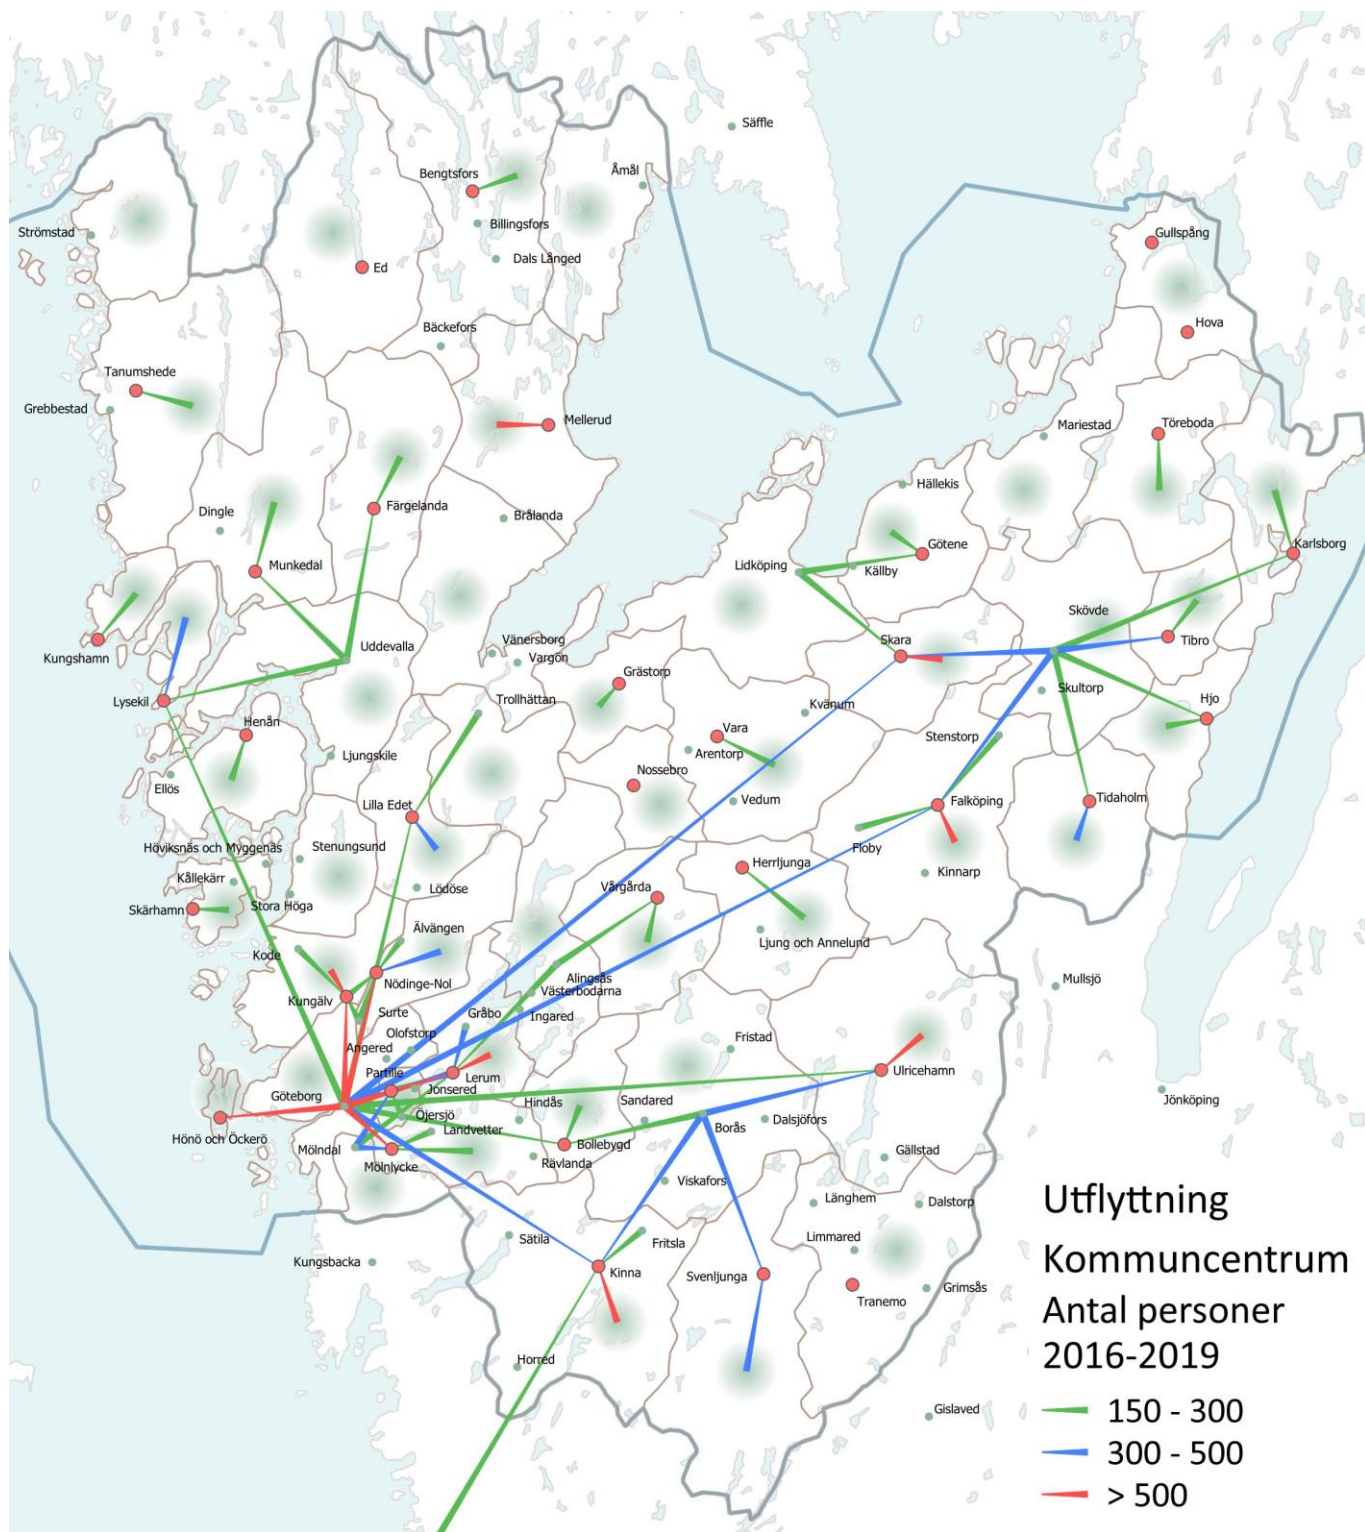 Säffle
Åmål
Bengtsfors
Billingsfors
Dals Långed
Strömstad
Ed
Gullspång
Hova
Bäckefors
Tanumshede
Grebbestad
Mellerud
Mariestad
Töreboda
Hällekis
Dingle
Färgelanda
Brålanda
Götene
Karlsborg
Munkedal
Lidköping
Källby
Skövde
Tibro
Kungshamn
Uddevalla
Vänersborg
Vargön
Grästorp
Skara
Skultorp
Lysekil
Trollhättan
Kvänum
Hjo
Henån
Vara
Stenstorp
Arentorp
Ljungskile
Nossebro
Ellös
Lilla Edet
Vedum
Falköping
Tidaholm
Höviksnäs och Myggenäs
Stenungsund
Floby
Kållekärr
Herrljunga
Kinnarp
Lödöse
Vårgårda
Skärhamn
Stora Höga
Älvängen
Ljung och Annelund
Kode
Alingsås
Nödinge-Nol
Västerbodarna
Mullsjö
Kungälv
Surte
Gråbo
Ingared
Olofstorp
Fristad
Angered
Partille
Lerum
Ulricehamn
Göteborg
Jonsered
Jönköping
Hindås
Sandared
Öjersjö
Landvetter
Borås
Dalsjöfors
Hönö och Öckerö
Mölndal
Bollebygd
Mölnlycke
Rävlanda
Gällstad
Viskafors
Länghem
Dalstorp
Utflyttning
Sätila
Fritsla
Limmared
Kungsbacka
Kinna
Svenljunga
Kommuncentrum
Grimsås
Tranemo
Antal personer
2016-2019
Horred
Gislaved
150 - 300
300 - 500
> 500